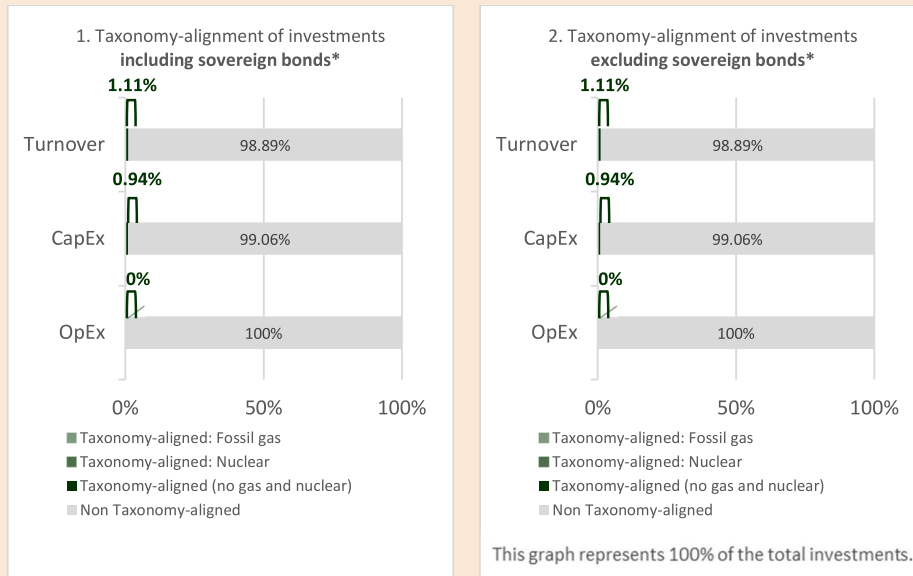 1. Taxonomy-alignment of investments
including sovereign bonds*
1.11%
Turnover
98.89%
0.94%
CapEx
99.06%
0%
OpEx
100%
0% 50% 100%
Taxonomy-aligned: Fossil gas
Taxonomy-aligned: Nuclear
Taxonomy-aligned (no gas and nuclear)
Non Taxonomy-aligned
2. Taxonomy-alignment of investments
excluding sovereign bonds*
1.11%
Turnover
98.89%
0.94%
CapEx
99.06%
0%
OpEx
100%
0% 50% 100%
Taxonomy-aligned: Fossil gas
Taxonomy-aligned: Nuclear
Taxonomy-aligned (no gas and nuclear)
Non Taxonomy-aligned
This graph represents 100% of the total investments.